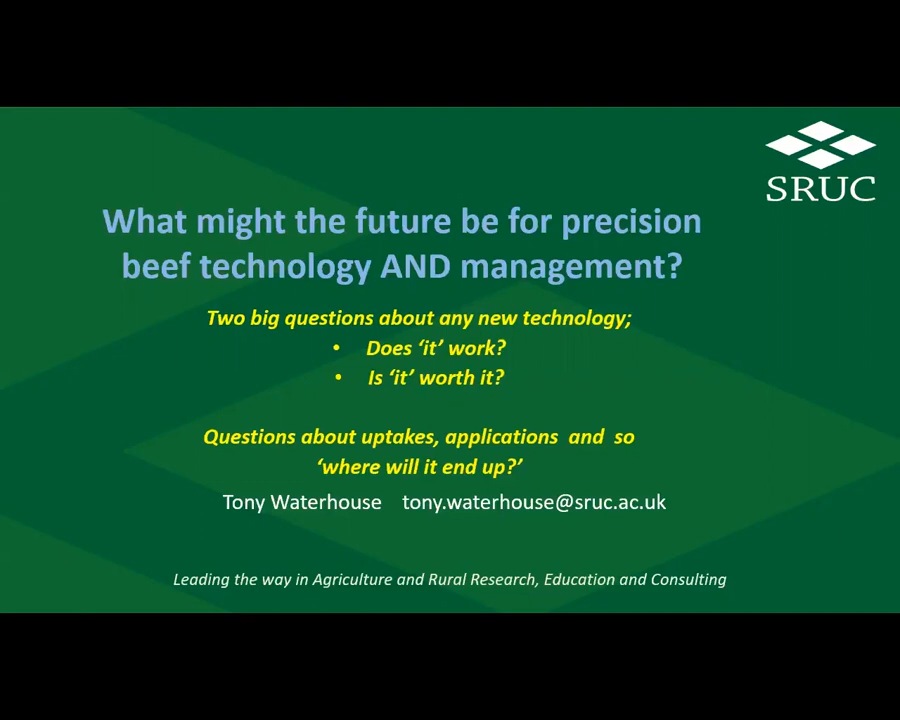 SRUC
What might the future be for precision
beef technology AND management?
Two big questions about any new technology;
• Does ‘it’ work?
• Is ‘it’ worth it?
Questions about uptakes, applications and so
‘where will it end up?’
Tony Waterhouse tony.waterhouse@sruc.ac.uk
Leading the way in Agriculture and Rural Research, Education and Consulting